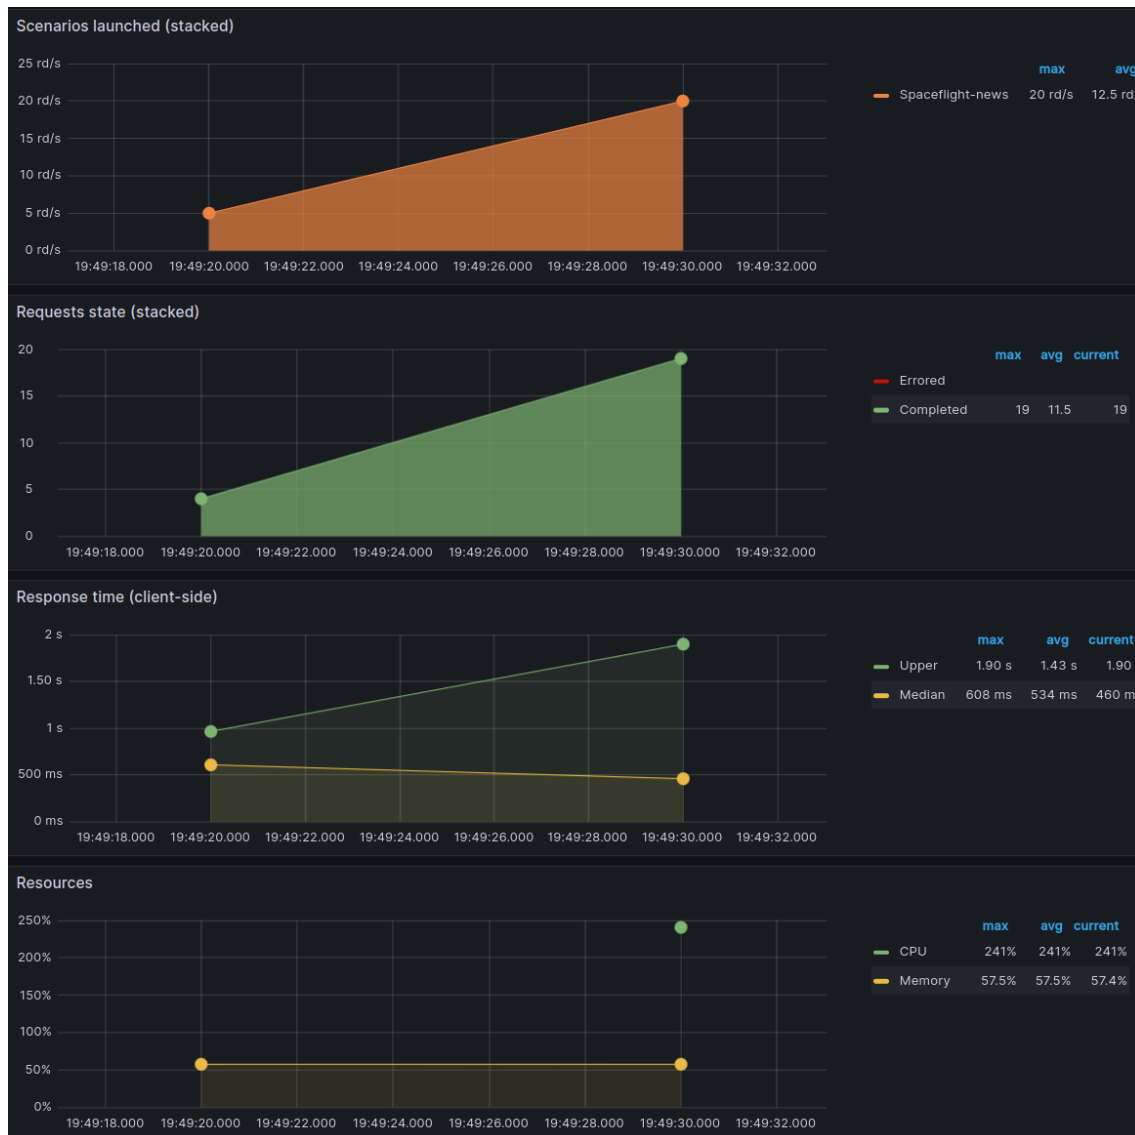 Scenarios launched (stacked)
25 rd/s
20 rd/s
15 rd/s
10 rd/s
5 rd/s
0 rd/s
19:49:18.000 19:49:20.000 19:49:22.000 19:49:24.000 19:49:26.000 19:49:28.000 19:49:30.000 19:49:32.000
max avg
Spaceflight-news 20 rd/s 12.5 rd
Requests state (stacked)
20
15
10
5
0
19:49:18.000 19:49:20.000 19:49:22.000 19:49:24.000 19:49:26.000 19:49:28.000 19:49:30.000 19:49:32.000
max avg current
Errored
Completed 19 11.5 19
Response time (client-side)
2 s
1.50 s
1 s
500 ms
0 ms
19:49:18.000 19:49:20.000 19:49:22.000 19:49:24.000 19:49:26.000 19:49:28.000 19:49:30.000 19:49:32.000
max avg current
Upper 1.90 s 1.43 s 1.90
Median 608 ms 534 ms 460 m
Resources
250%
200%
150%
100%
50%
0%
19:49:18.000 19:49:20.000 19:49:22.000 19:49:24.000 19:49:26.000 19:49:28.000 19:49:30.000 19:49:32.000
max avg current
CPU 241% 241% 241%
Memory 57.5% 57.5% 57.4%